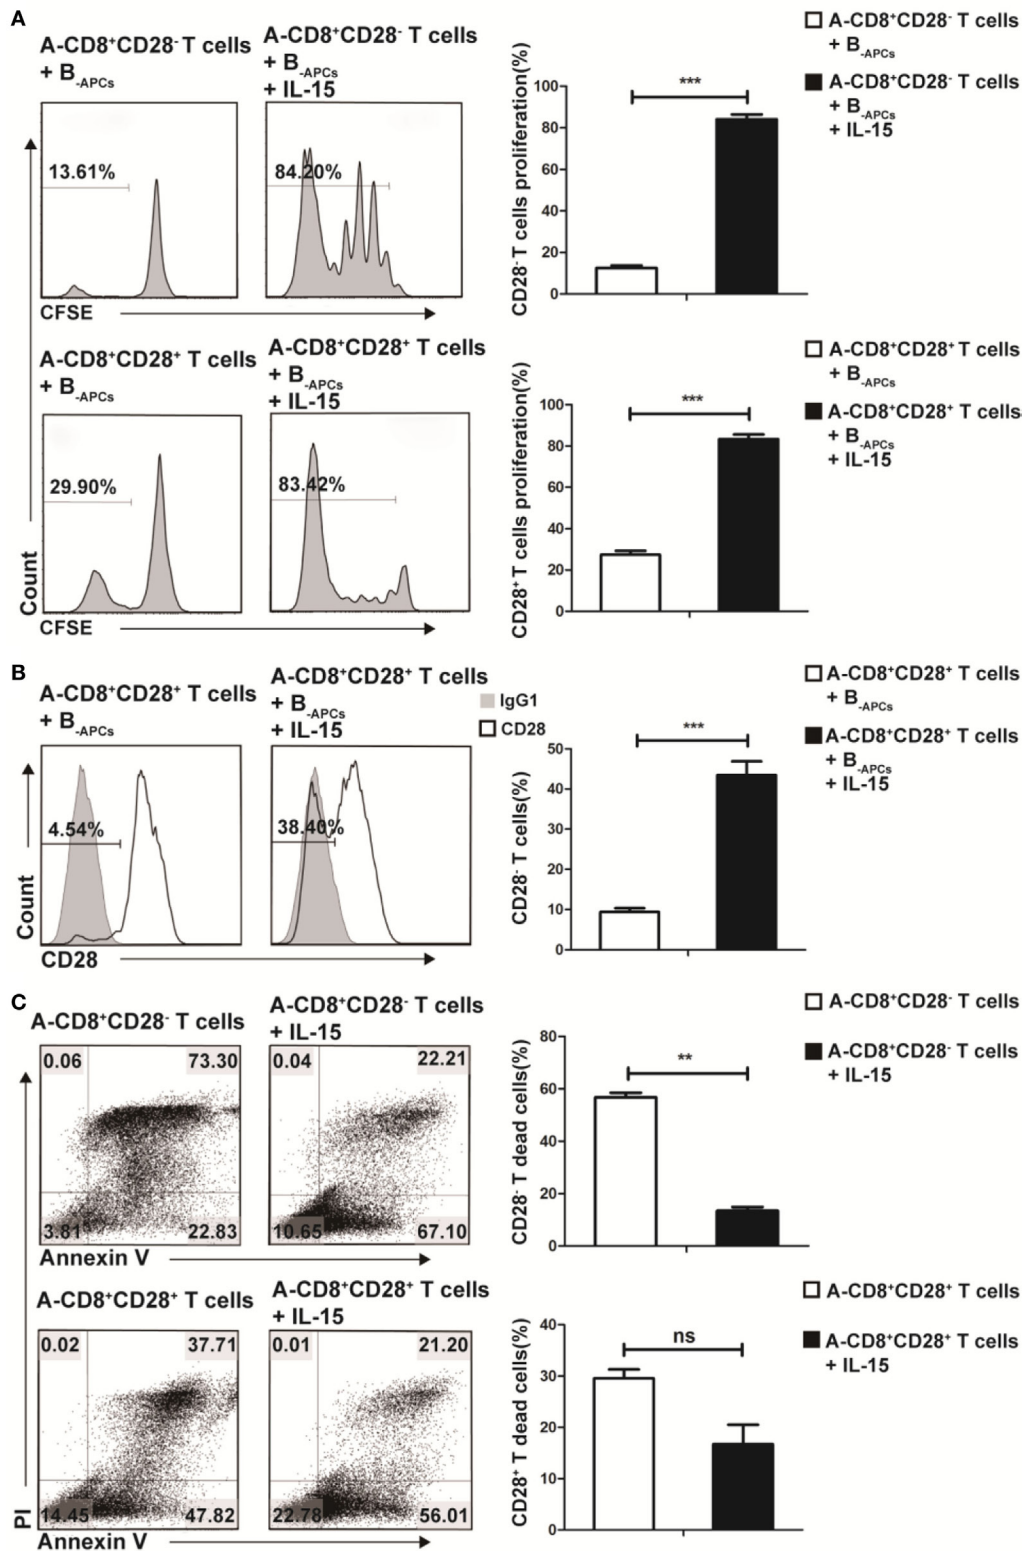 A
A-CD8⁺CD28⁻ T cells
+ B-APCs
13.61%
CFSE
A-CD8⁺CD28⁻ T cells
+ B-APCs
+ IL-15
84.20%
CD28⁻ T cells proliferation(%)
100
80
60
40
20
0
***
A-CD8⁺CD28⁻ T cells
+ B-APCs
A-CD8⁺CD28⁻ T cells
+ B-APCs
+ IL-15
A-CD8⁺CD28⁺ T cells
+ B-APCs
29.90%
Count
CFSE
A-CD8⁺CD28⁺ T cells
+ B-APCs
+ IL-15
83.42%
CD28⁺ T cells proliferation(%)
100
80
60
40
20
0
***
A-CD8⁺CD28⁺ T cells
+ B-APCs
A-CD8⁺CD28⁺ T cells
+ B-APCs
+ IL-15
B
A-CD8⁺CD28⁺ T cells
+ B-APCs
4.54%
Count
CD28
A-CD8⁺CD28⁺ T cells
+ B-APCs
+ IL-15
38.40%
IgG1
CD28
CD28⁻ T cells(%)
50
40
30
20
10
0
***
A-CD8⁺CD28⁺ T cells
+ B-APCs
A-CD8⁺CD28⁺ T cells
+ B-APCs
+ IL-15
C
A-CD8⁺CD28⁻ T cells
0.06 73.30
3.81 22.83
Annexin V
A-CD8⁺CD28⁻ T cells
+ IL-15
0.04 22.21
10.65 67.10
CD28⁻ T dead cells(%)
80
60
40
20
0
**
A-CD8⁺CD28⁻ T cells
A-CD8⁺CD28⁻ T cells
+ IL-15
A-CD8⁺CD28⁺ T cells
0.02 37.71
14.45 47.82
PI
Annexin V
A-CD8⁺CD28⁺ T cells
+ IL-15
0.01 21.20
22.78 56.01
CD28⁺ T dead cells(%)
40
30
20
10
0
ns
A-CD8⁺CD28⁺ T cells
A-CD8⁺CD28⁺ T cells
+ IL-15